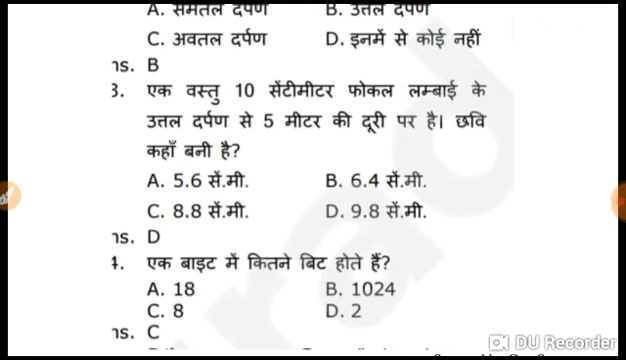 A. समतल दर्पण B. उत्तल दर्पण
C. अवतल दर्पण D. इनमें से कोई नहीं
ns. B
3. एक वस्तु 10 सेंटीमीटर फोकल लम्बाई के
उत्तल दर्पण से 5 मीटर की दूरी पर है। छवि
कहाँ बनी है?
A. 5.6 सें.मी. B. 6.4 सें.मी.
C. 8.8 सें.मी. D. 9.8 सें.मी.
ns. D
4. एक बाइट में कितने बिट होते हैं?
A. 18 B. 1024
C. 8 D. 2
ns. C
DU Recorder